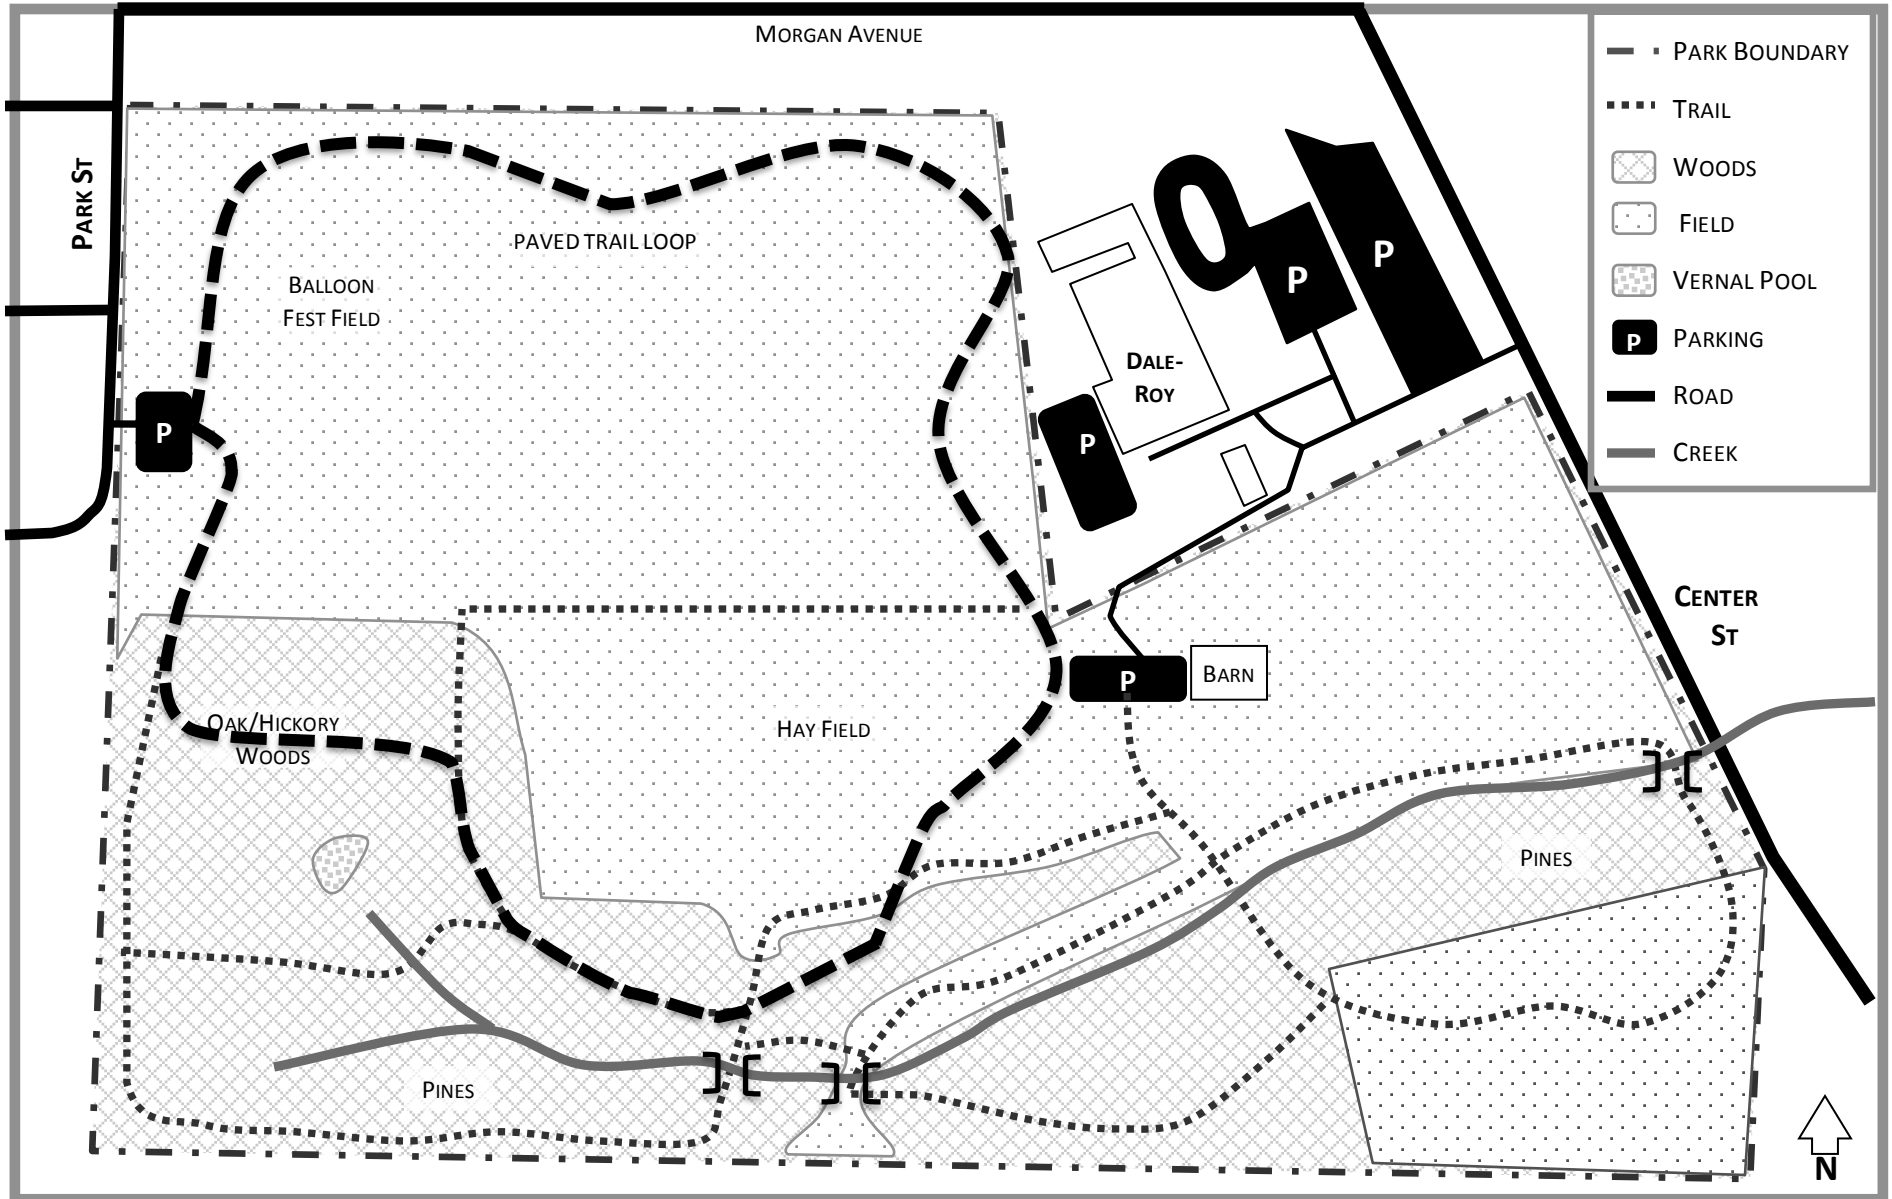 MORGAN AVENUE
PARK ST
PAVED TRAIL LOOP
BALLOON
FEST FIELD
P
DALE-
ROY
P
P
P
P
BARN
CENTER
ST
HAY FIELD
OAK/HICKORY
WOODS
PINES
PINES
N
PARK BOUNDARY
TRAIL
WOODS
FIELD
VERNAL POOL
P
PARKING
ROAD
CREEK